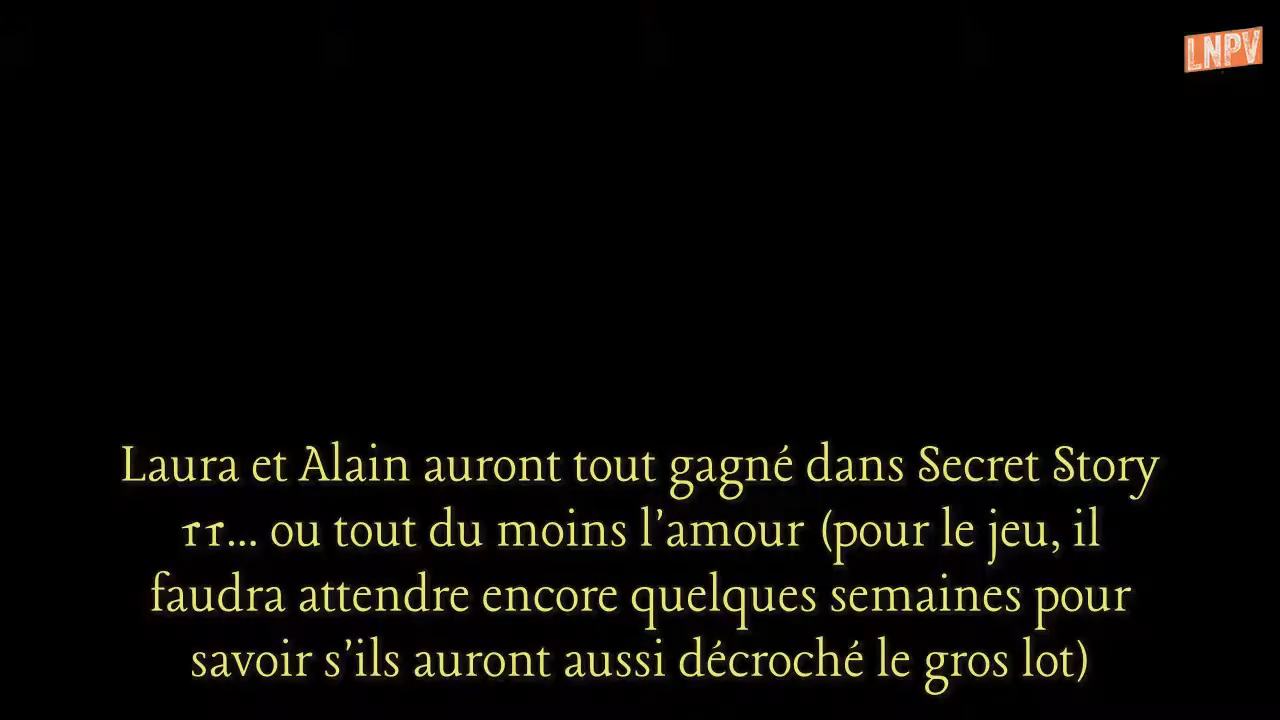 LNPV
Laura et Alain auront tout gagné dans Secret Story
11... ou tout du moins l'amour (pour le jeu, il
faudra attendre encore quelques semaines pour
savoir s'ils auront aussi décroché le gros lot)